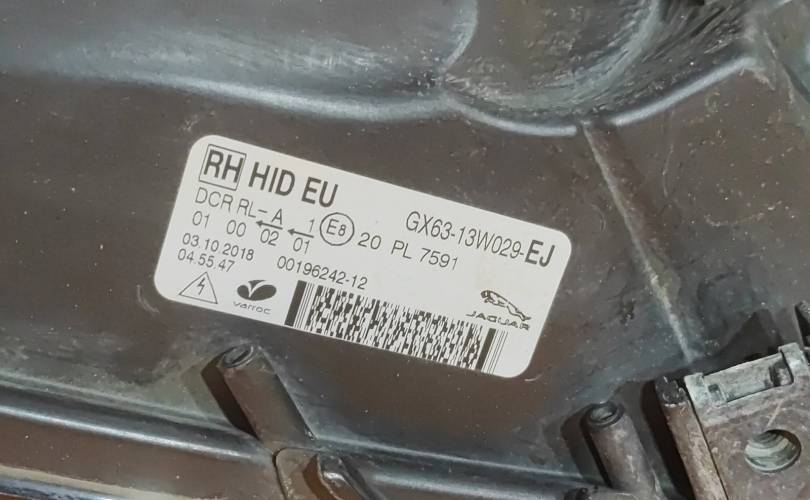 RH HID EU
GX63-13W029-EJ
DCR RL-A 1 E8 20 PL 7591
01 00 02 01
03.10.2018
04.55.47
00196242-12
varroc
JAGUAR